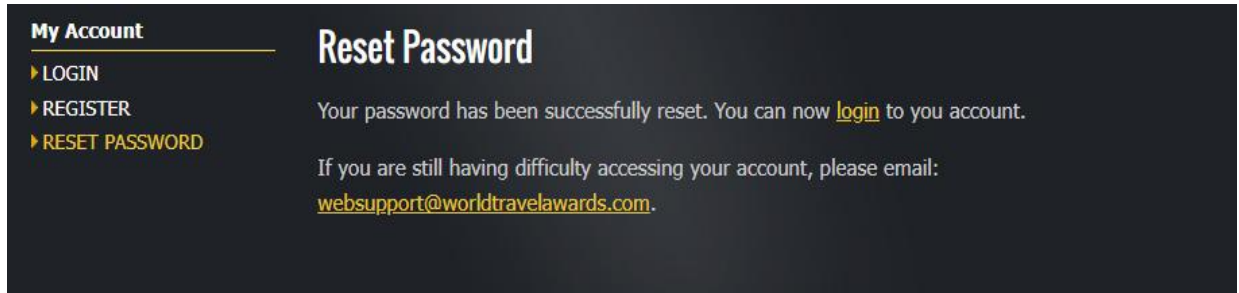 My Account
LOGIN
REGISTER
RESET PASSWORD
Reset Password
Your password has been successfully reset. You can now login to you account.
If you are still having difficulty accessing your account, please email:
websupport@worldtravelawards.com.